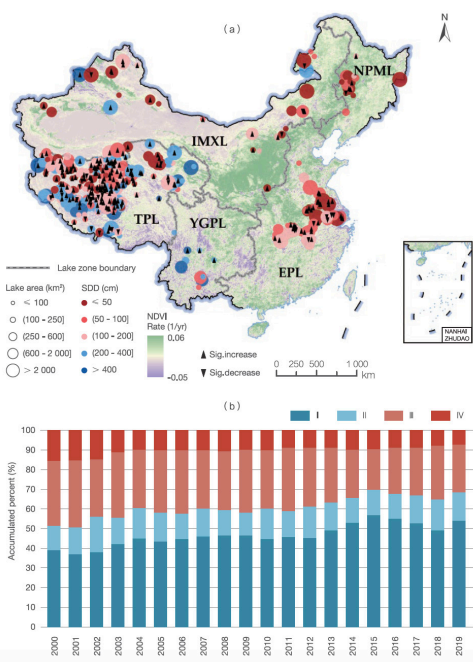 (a)
N
NPML
IMXL
TPL
YGPL
EPL
Lake zone boundary
Lake area (km²)
≤ 100
(100 - 250]
(250 - 600]
(600 - 2 000]
> 2 000
SDD (cm)
≤ 50
(50 - 100]
(100 - 200]
(200 - 400]
> 400
NDVI
Rate (1/yr)
0.06
-0.05
Sig.increase
Sig.decrease
0 250 500 1 000
km
NANHAI
ZHUDAO
(b)
I II III IV
Accumulated percent (%)
100
90
80
70
60
50
40
30
20
10
0
2000 2001 2002 2003 2004 2005 2006 2007 2008 2009 2010 2011 2012 2013 2014 2015 2016 2017 2018 2019